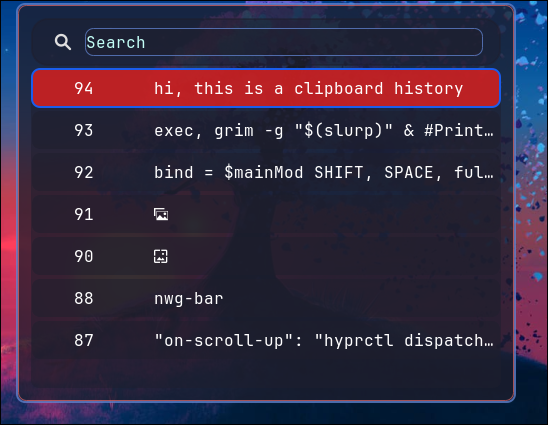 Search
94 hi, this is a clipboard history
93 exec, grim -g "$(slurp)" & #Print…
92 bind = $mainMod SHIFT, SPACE, ful…
91
90
88 nwg-bar
87 "on-scroll-up": "hyprctl dispatch…